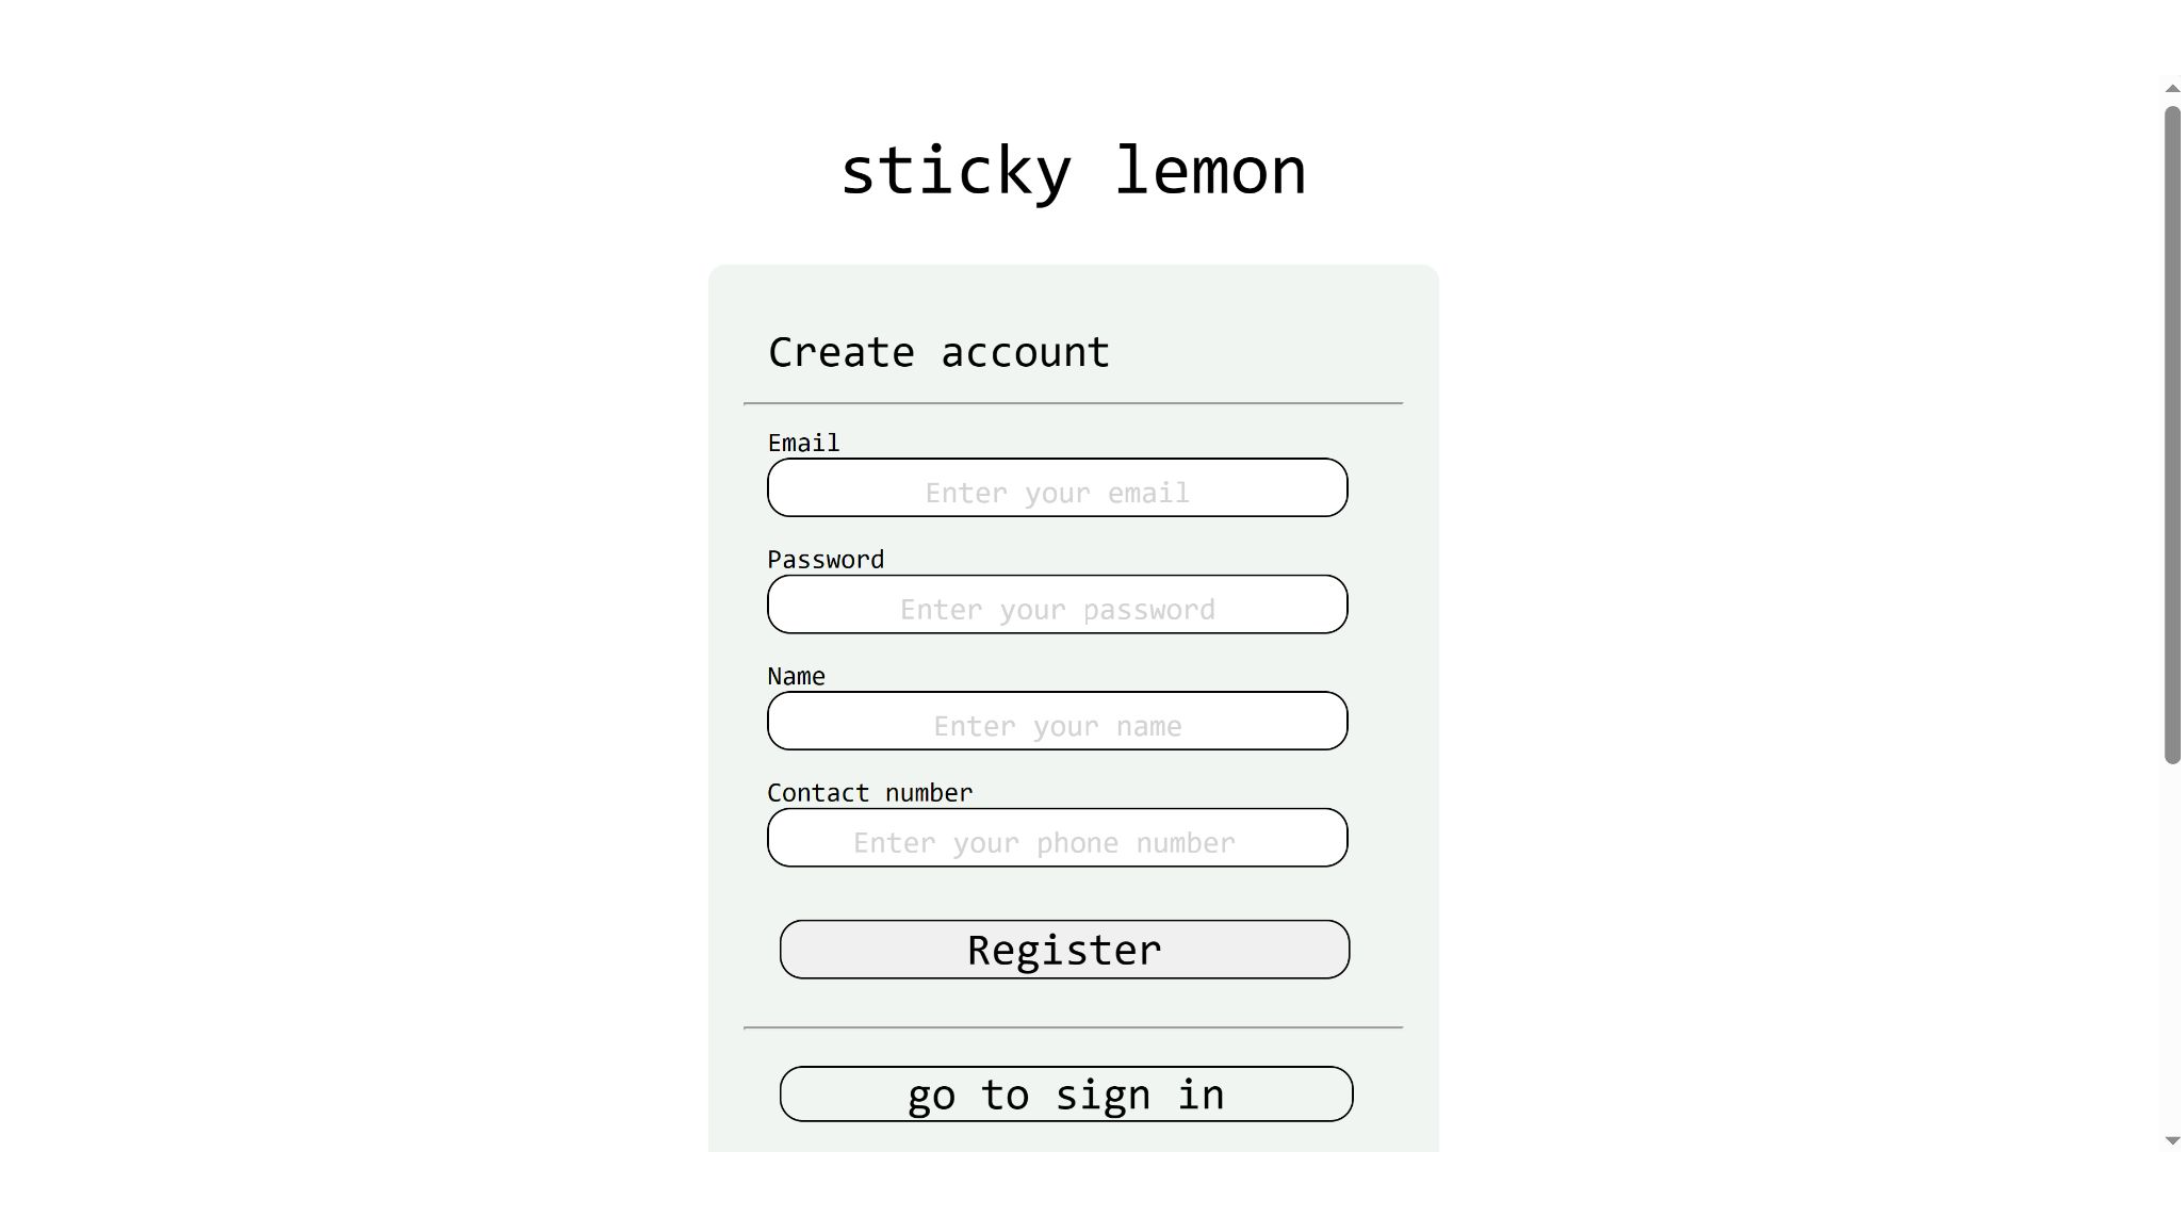 sticky lemon
Create account
Email
Enter your email
Password
Enter your password
Name
Enter your name
Contact number
Enter your phone number
Register
go to sign in